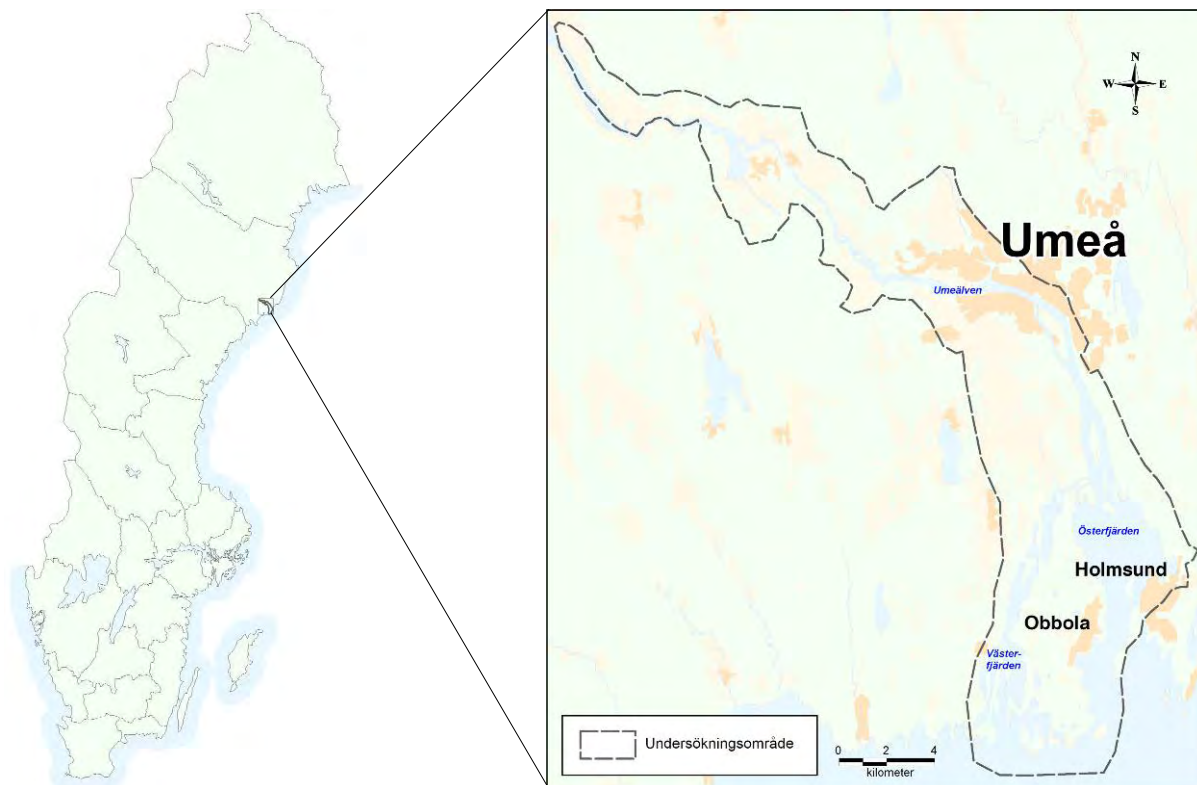 N
W E
S
Umeå
Umeälven
Österfjärden
Holmsund
Obbola
Väster-
fjärden
Undersökningsområde
0 2 4
kilometer